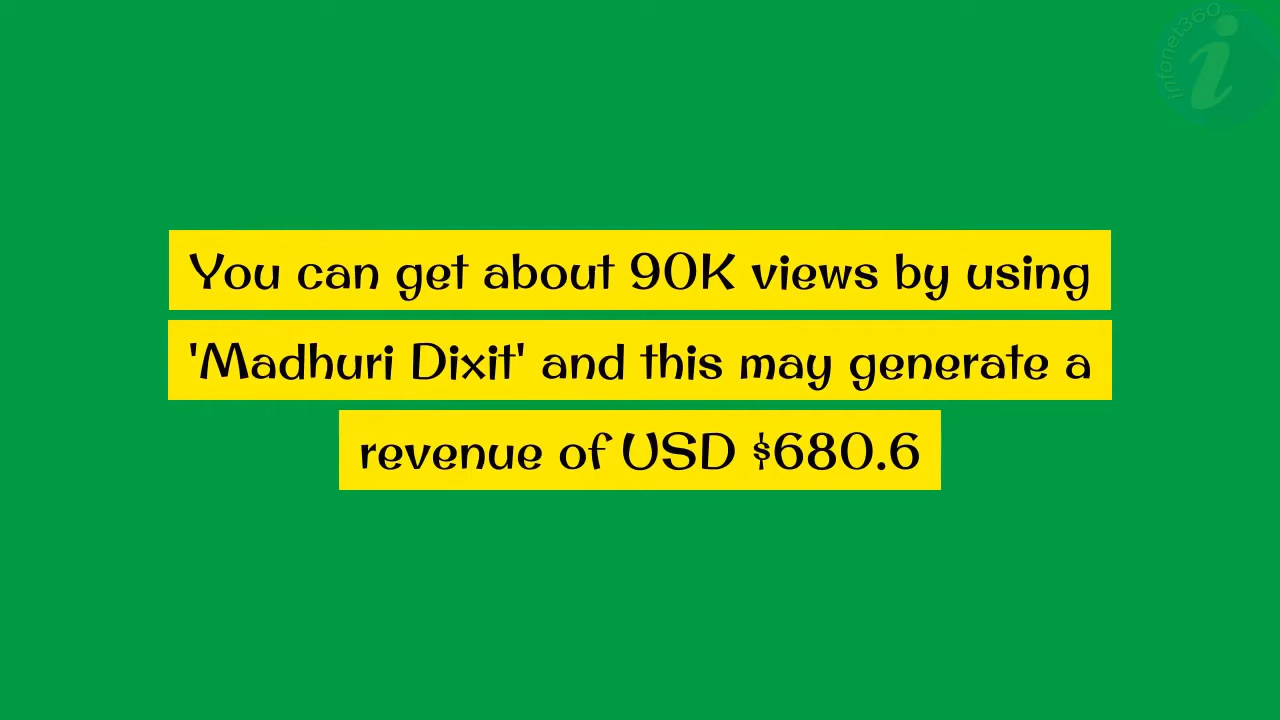 infonet360
i
You can get about 90K views by using
'Madhuri Dixit' and this may generate a
revenue of USD $680.6